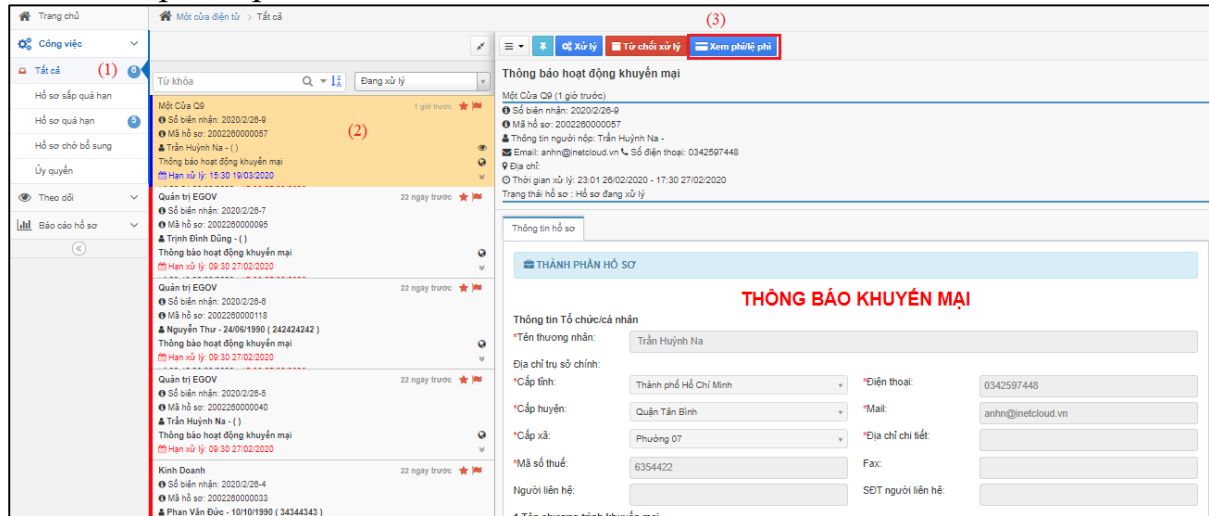 Trang chủ
Công việc
Tất cả (1) 6
Hồ sơ sắp quá hạn
Hồ sơ quá hạn 5
Hồ sơ chờ bổ sung
Ủy quyền
Theo dõi
Báo cáo hồ sơ
Một cửa điện tử > Tất cả
Từ khóa Đang xử lý
Một Cửa Q9 1 giờ trước
Số biên nhận: 2020/2/26-9
Mã hồ sơ: 2002260000057
(2)
Trần Huỳnh Na - ( )
Thông báo hoạt động khuyến mại
Hạn xử lý: 15:30 19/03/2020
Quản trị EGOV 22 ngày trước
Số biên nhận: 2020/2/26-7
Mã hồ sơ: 2002260000095
Trịnh Đình Dũng - ( )
Thông báo hoạt động khuyến mại
Hạn xử lý: 09:30 27/02/2020
Quản trị EGOV 22 ngày trước
Số biên nhận: 2020/2/26-6
Mã hồ sơ: 2002260000118
Nguyễn Thư - 24/06/1990 ( 242424242 )
Thông báo hoạt động khuyến mại
Hạn xử lý: 09:30 27/02/2020
Quản trị EGOV 22 ngày trước
Số biên nhận: 2020/2/26-5
Mã hồ sơ: 2002260000040
Trần Huỳnh Na - ( )
Thông báo hoạt động khuyến mại
Hạn xử lý: 09:30 27/02/2020
Kinh Doanh 22 ngày trước
Số biên nhận: 2020/2/26-4
Mã hồ sơ: 2002260000033
Phan Văn Đức - 10/10/1990 ( 34344343 )
(3)
Xử lý Từ chối xử lý Xem phí/lệ phí
Thông báo hoạt động khuyến mại
Một Cửa Q9 (1 giờ trước)
Số biên nhận: 2020/2/26-9
Mã hồ sơ: 2002260000057
Thông tin người nộp: Trần Huỳnh Na -
Email: anhn@inetcloud.vn Số điện thoại: 0342597448
Địa chỉ:
Thời gian xử lý: 23:01 26/02/2020 - 17:30 27/02/2020
Trạng thái hồ sơ : Hồ sơ đang xử lý
Thông tin hồ sơ
THÀNH PHẦN HỒ SƠ
THÔNG BÁO KHUYẾN MẠI
Thông tin Tổ chức/cá nhân
*Tên thương nhân: Trần Huỳnh Na
Địa chỉ trụ sở chính:
*Cấp tỉnh: Thành phố Hồ Chí Minh *Điện thoại: 0342597448
*Cấp huyện: Quận Tân Bình *Mail: anhn@inetcloud.vn
*Cấp xã: Phường 07 *Địa chỉ chi tiết:
*Mã số thuế: 6354422 Fax:
Người liên hệ: SĐT người liên hệ:
1.Tên chương trình khuyến mại